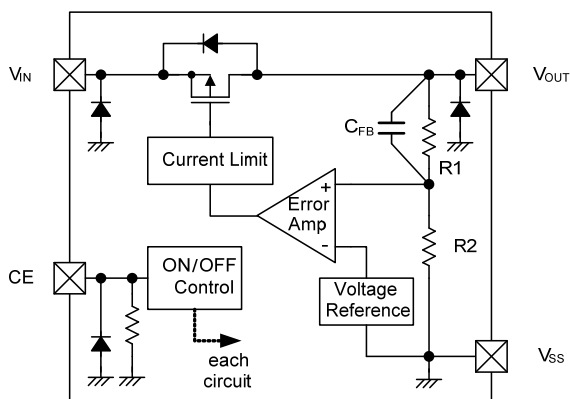 VIN
VOUT
CFB
R1
Current Limit
+
Error
Amp
-
R2
CE
ON/OFF
Control
Voltage
Reference
each
circuit
VSS